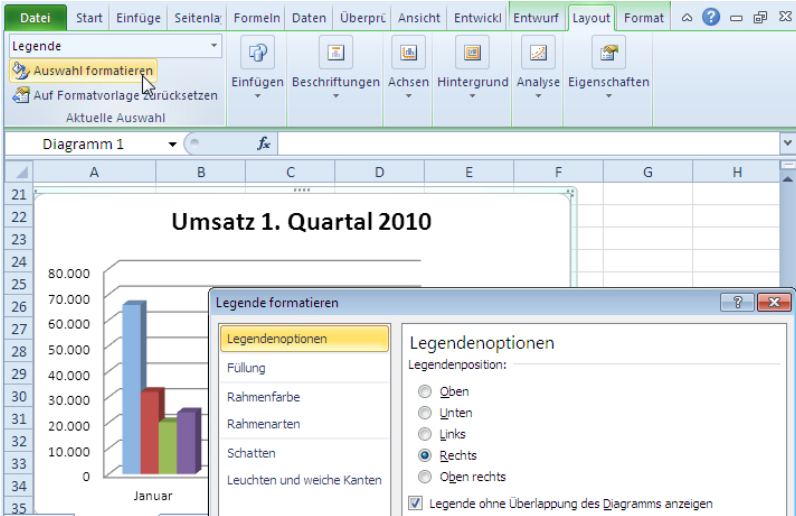 Datei Start Einfüge Seitenla Formeln Daten Überprü Ansicht Entwickl Entwurf Layout Format
Legende
Auswahl formatieren
Auf Formatvorlage zurücksetzen
Aktuelle Auswahl
Einfügen Beschriftungen Achsen Hintergrund Analyse Eigenschaften
Diagramm 1 fx
A B C D E F G H
21
22
23
24
25
26
27
28
29
30
31
32
33
34
35
Umsatz 1. Quartal 2010
80.000
70.000
60.000
50.000
40.000
30.000
20.000
10.000
0
Januar
Legende formatieren
Legendenoptionen
Füllung
Rahmenfarbe
Rahmenarten
Schatten
Leuchten und weiche Kanten
Legendenoptionen
Legendenposition:
Oben
Unten
Links
Rechts
Oben rechts
Legende ohne Überlappung des Diagramms anzeigen